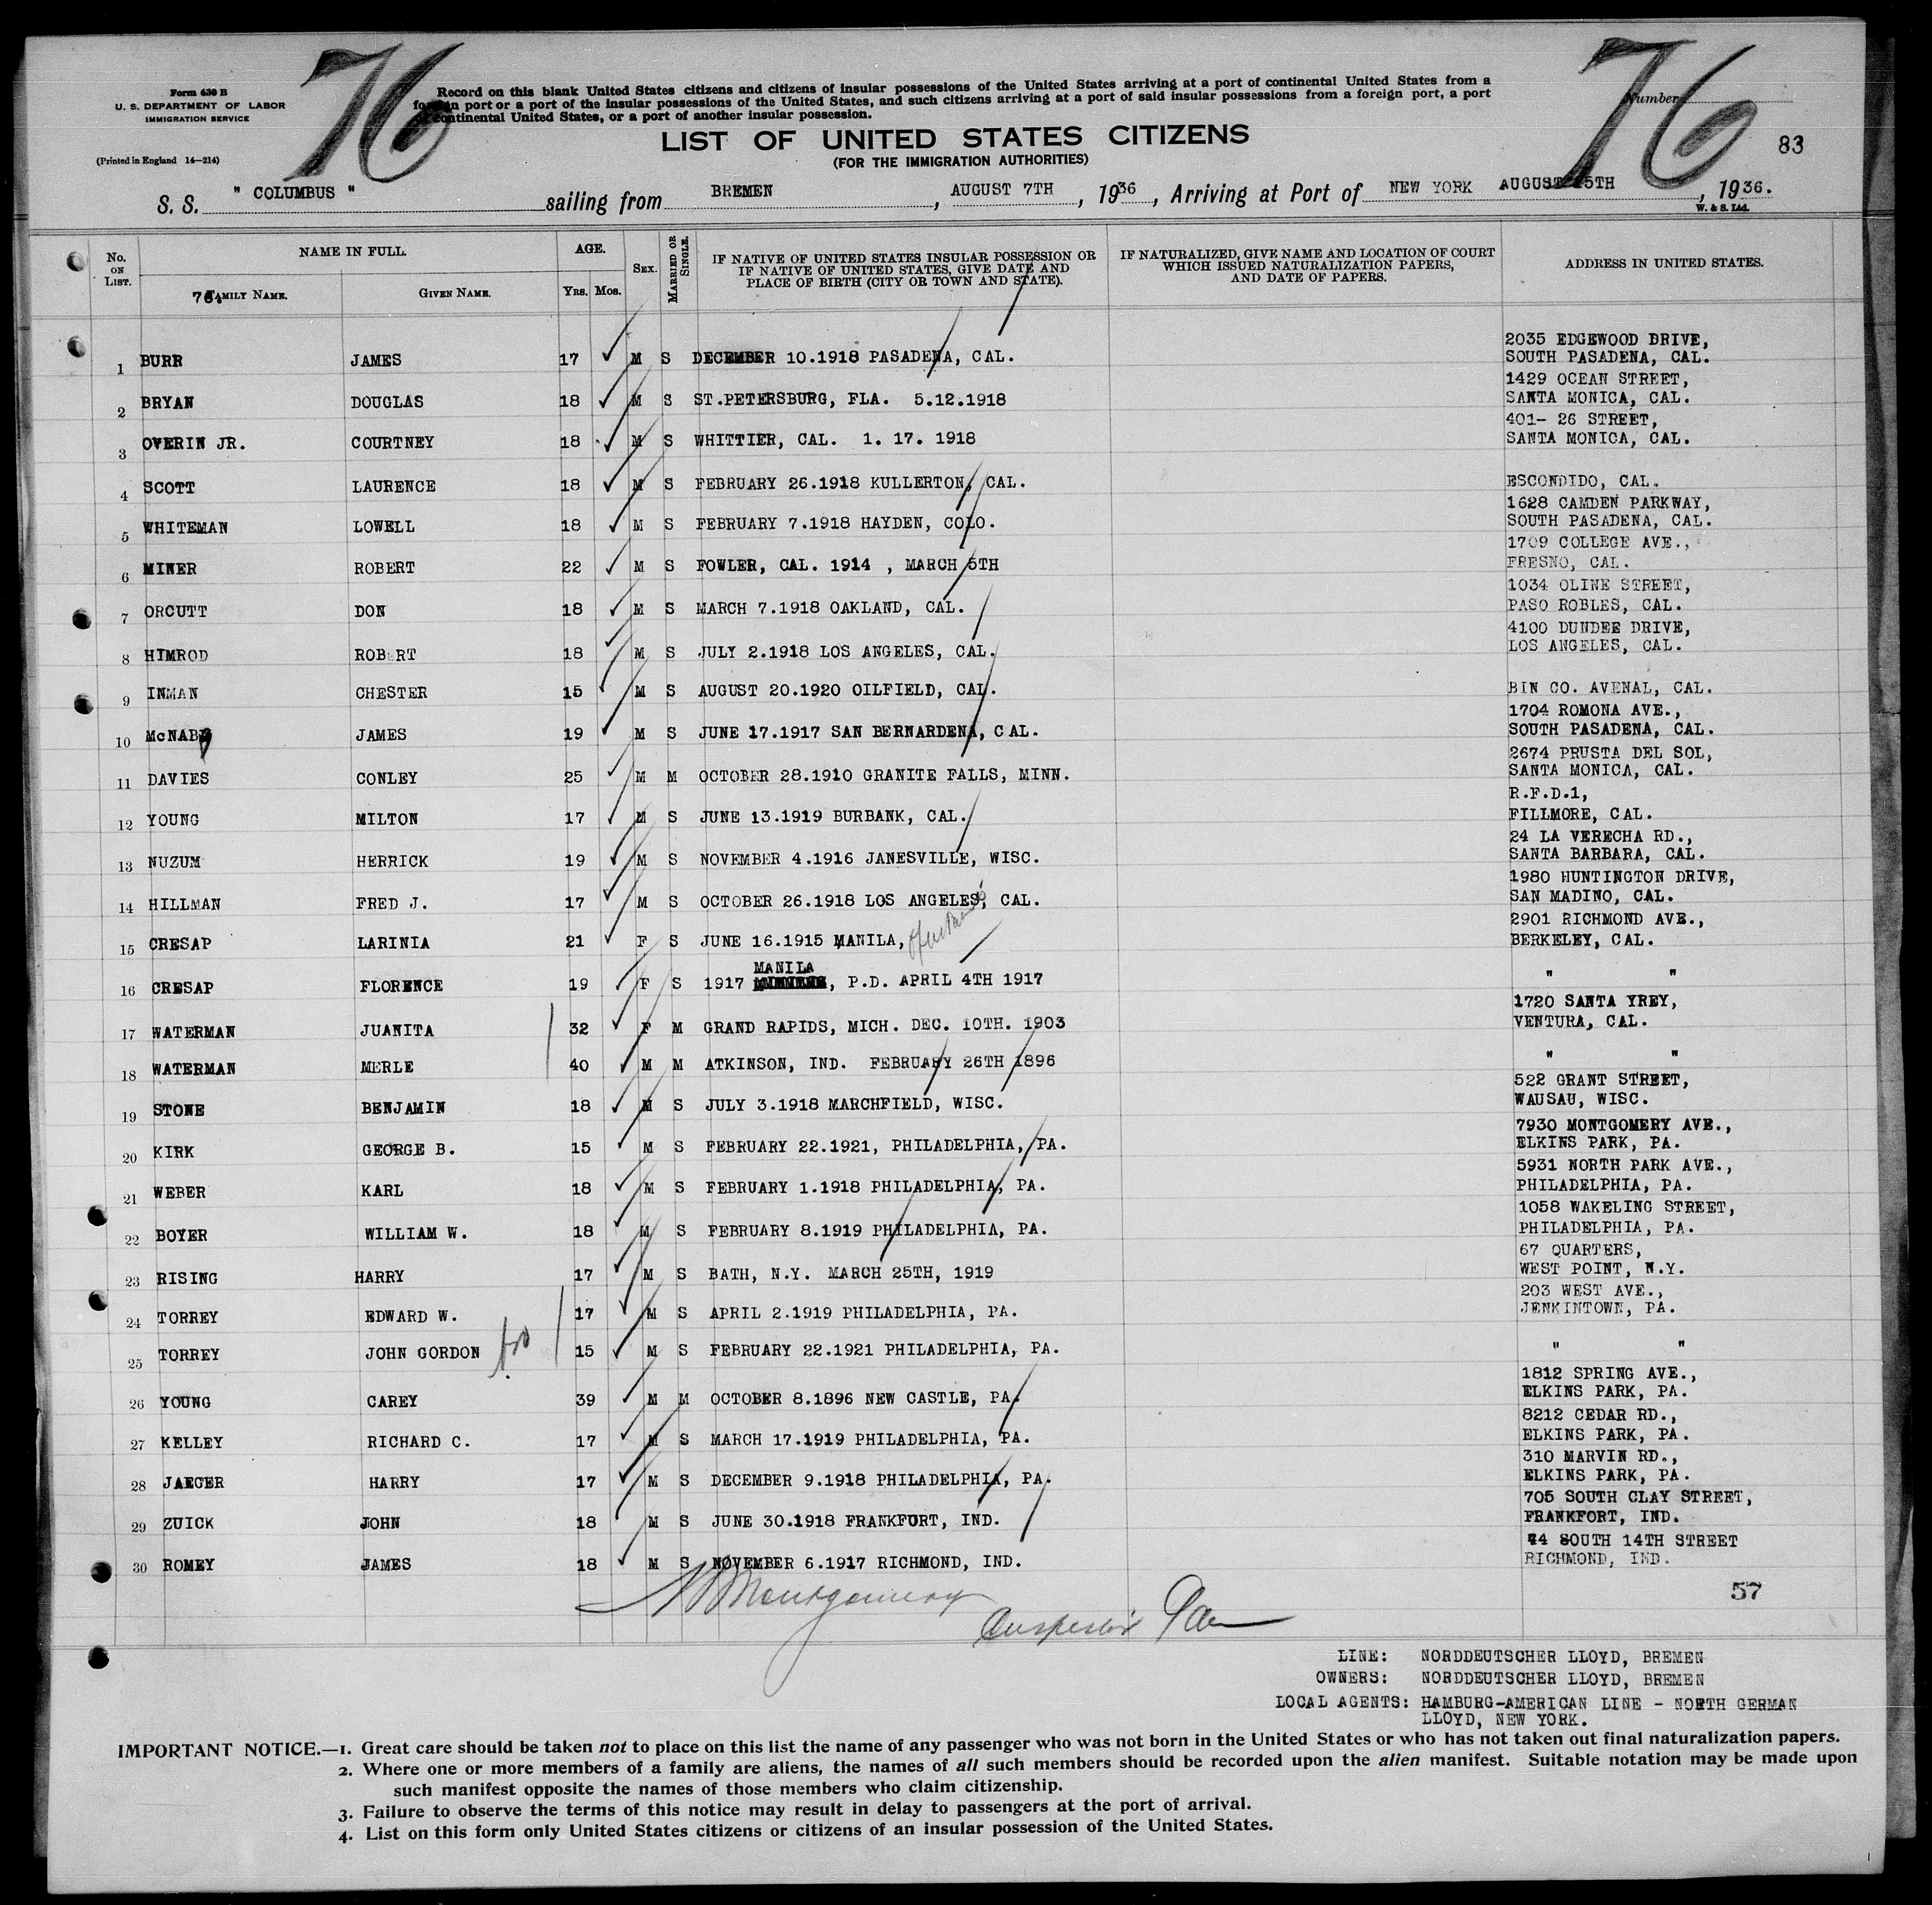 76
76
Form 630 B
U. S. DEPARTMENT OF LABOR
IMMIGRATION SERVICE
(Printed in England 14—214)
Record on this blank United States citizens and citizens of insular possessions of the United States arriving at a port of continental United States from a
foreign port or a port of the insular possessions of the United States, and such citizens arriving at a port of said insular possessions from a foreign port, a port
of continental United States, or a port of another insular possession.
Number
83
LIST OF UNITED STATES CITIZENS
(FOR THE IMMIGRATION AUTHORITIES)
S. S. " COLUMBUS " sailing from BREMEN, AUGUST 7TH, 1936, Arriving at Port of NEW YORK AUGUST 15TH, 1936.
W. & S. Ltd.
No. ON LIST. NAME IN FULL. AGE. SEX. MARRIED OR SINGLE. IF NATIVE OF UNITED STATES INSULAR POSSESSION OR IF NATIVE OF UNITED STATES, GIVE DATE AND PLACE OF BIRTH (CITY OR TOWN AND STATE). IF NATURALIZED, GIVE NAME AND LOCATION OF COURT WHICH ISSUED NATURALIZATION PAPERS, AND DATE OF PAPERS. ADDRESS IN UNITED STATES.
76. FAMILY NAME. GIVEN NAME. Yrs. Mos.
2035 EDGEWOOD DRIVE,
1 BURR JAMES 17 M S DECEMBER 10.1918 PASADENA, CAL. SOUTH PASADENA, CAL.
1429 OCEAN STREET,
2 BRYAN DOUGLAS 18 M S ST.PETERSBURG, FLA. 5.12.1918 SANTA MONICA, CAL.
401- 26 STREET,
3 OVERIN JR. COURTNEY 18 M S WHITTIER, CAL. 1. 17. 1918 SANTA MONICA, CAL.
4 SCOTT LAURENCE 18 M S FEBRUARY 26.1918 KULLERTON, CAL. ESCONDIDO, CAL.
1628 CAMDEN PARKWAY,
5 WHITEMAN LOWELL 18 M S FEBRUARY 7.1918 HAYDEN, COLO. SOUTH PASADENA, CAL.
1709 COLLEGE AVE.,
6 MINER ROBERT 22 M S FOWLER, CAL. 1914 , MARCH 5TH FRESNO, CAL.
1034 OLINE STREET,
7 ORCUTT DON 18 M S MARCH 7.1918 OAKLAND, CAL. PASO ROBLES, CAL.
4100 DUNDEE DRIVE,
8 HIMROD ROBERT 18 M S JULY 2.1918 LOS ANGELES, CAL. LOS ANGELES, CAL.
9 INMAN CHESTER 15 M S AUGUST 20.1920 OILFIELD, CAL. BIN CO. AVENAL, CAL.
1704 ROMONA AVE.,
10 McNABB JAMES 19 M S JUNE 17.1917 SAN BERNARDENA, CAL. SOUTH PASADENA, CAL.
2674 PRUSTA DEL SOL,
11 DAVIES CONLEY 25 M M OCTOBER 28.1910 GRANITE FALLS, MINN. SANTA MONICA, CAL.
R.F.D.1,
12 YOUNG MILTON 17 M S JUNE 13.1919 BURBANK, CAL. FILLMORE, CAL.
24 LA VERECHA RD.,
13 NUZUM HERRICK 19 M S NOVEMBER 4.1916 JANESVILLE, WISC. SANTA BARBARA, CAL.
1980 HUNTINGTON DRIVE,
14 HILLMAN FRED J. 17 M S OCTOBER 26.1918 LOS ANGELES, CAL. SAN MADINO, CAL.
2901 RICHMOND AVE.,
15 CRESAP LARINIA 21 F S JUNE 16.1915 MANILA, BERKELEY, CAL.
MANILA
16 CRESAP FLORENCE 19 F S 1917 , P.D. APRIL 4TH 1917 " "
1720 SANTA YREY,
17 WATERMAN JUANITA 32 F M GRAND RAPIDS, MICH. DEC. 10TH. 1903 VENTURA, CAL.
18 WATERMAN MERLE 40 M M ATKINSON, IND. FEBRUARY 26TH 1896 " "
522 GRANT STREET,
19 STONE BENJAMIN 18 M S JULY 3.1918 MARCHFIELD, WISC. WAUSAU, WISC.
7930 MONTGOMERY AVE.,
20 KIRK GEORGE B. 15 M S FEBRUARY 22.1921, PHILADELPHIA, PA. ELKINS PARK, PA.
5931 NORTH PARK AVE.,
21 WEBER KARL 18 M S FEBRUARY 1.1918 PHILADELPHIA, PA. PHILADELPHIA, PA.
1058 WAKELING STREET,
22 BOYER WILLIAM W. 18 M S FEBRUARY 8.1919 PHILADELPHIA, PA. PHILADELPHIA, PA.
67 QUARTERS,
23 RISING HARRY 17 M S BATH, N.Y. MARCH 25TH, 1919 WEST POINT, N.Y.
203 WEST AVE.,
24 TORREY EDWARD W. 17 M S APRIL 2.1919 PHILADELPHIA, PA. JENKINTOWN, PA.
25 TORREY JOHN GORDON 15 M S FEBRUARY 22.1921 PHILADELPHIA, PA. " "
1812 SPRING AVE.,
26 YOUNG CAREY 39 M M OCTOBER 8.1896 NEW CASTLE, PA. ELKINS PARK, PA.
8212 CEDAR RD.,
27 KELLEY RICHARD C. 17 M S MARCH 17.1919 PHILADELPHIA, PA. ELKINS PARK, PA.
310 MARVIN RD.,
28 JAEGER HARRY 17 M S DECEMBER 9.1918 PHILADELPHIA, PA. ELKINS PARK, PA.
705 SOUTH CLAY STREET,
29 ZUICK JOHN 18 M S JUNE 30.1918 FRANKFORT, IND. FRANKFORT, IND.
44 SOUTH 14TH STREET
30 ROMEY JAMES 18 M S NOVEMBER 6.1917 RICHMOND, IND. RICHMOND, IND.
Montgomery
57
LINE: NORDDEUTSCHER LLOYD, BREMEN
OWNERS: NORDDEUTSCHER LLOYD, BREMEN
LOCAL AGENTS: HAMBURG-AMERICAN LINE - NORTH GERMAN
LLOYD, NEW YORK.
IMPORTANT NOTICE.—1. Great care should be taken not to place on this list the name of any passenger who was not born in the United States or who has not taken out final naturalization papers.
2. Where one or more members of a family are aliens, the names of all such members should be recorded upon the alien manifest. Suitable notation may be made upon
such manifest opposite the names of those members who claim citizenship.
3. Failure to observe the terms of this notice may result in delay to passengers at the port of arrival.
4. List on this form only United States citizens or citizens of an insular possession of the United States.